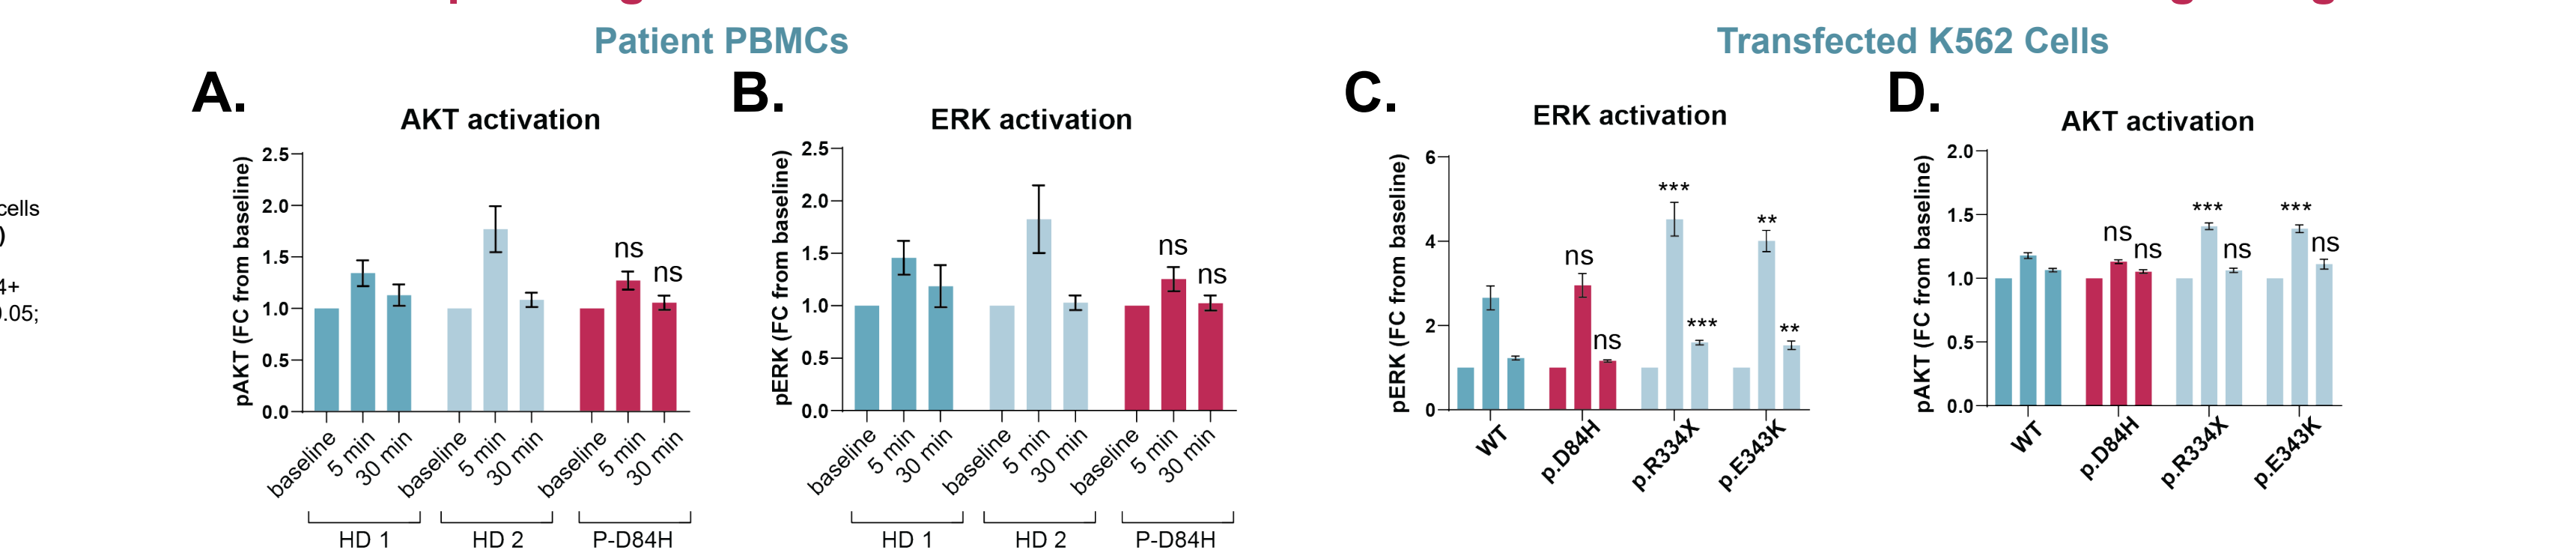 Patient PBMCs
Transfected K562 Cells
A.
AKT activation
pAKT (FC from baseline)
2.5
2.0
1.5
1.0
0.5
0.0
ns
ns
baseline
5 min
30 min
baseline
5 min
30 min
baseline
5 min
30 min
HD 1
HD 2
P-D84H
B.
ERK activation
pERK (FC from baseline)
2.5
2.0
1.5
1.0
0.5
0.0
ns
ns
baseline
5 min
30 min
baseline
5 min
30 min
baseline
5 min
30 min
HD 1
HD 2
P-D84H
C.
ERK activation
pERK (FC from baseline)
6
4
2
0
ns
ns
***
***
**
**
WT
p.D84H
p.R334X
p.E343K
D.
AKT activation
pAKT (FC from baseline)
2.0
1.5
1.0
0.5
0.0
ns
ns
***
ns
***
ns
WT
p.D84H
p.R334X
p.E343K
cells
)
4+
0.05;